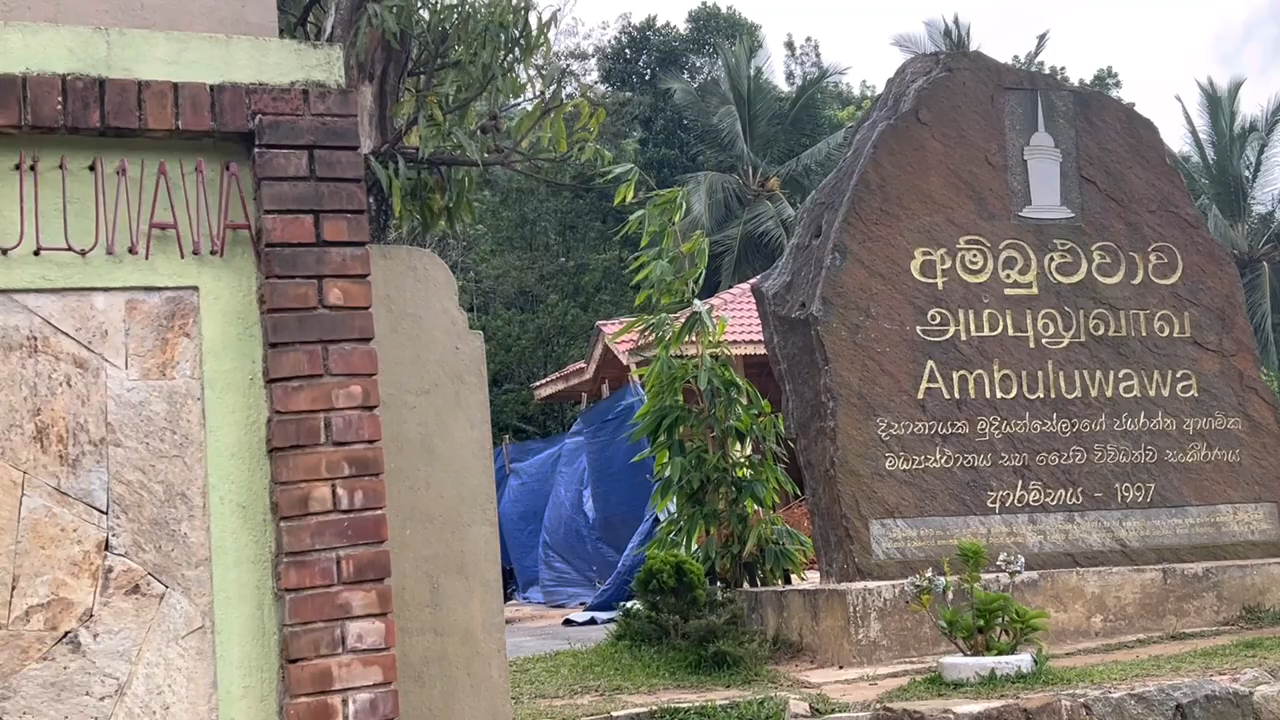 ULUWAWA
අම්බුළුවාව
அம்புலுவாவ
Ambuluwawa
දිසානායක මුදියන්සේලාගේ ජයරත්න ආගමික
මධ්‍යස්ථානය සහ ජෛව විවිධත්ව සංකීර්ණය
ආරම්භය - 1997